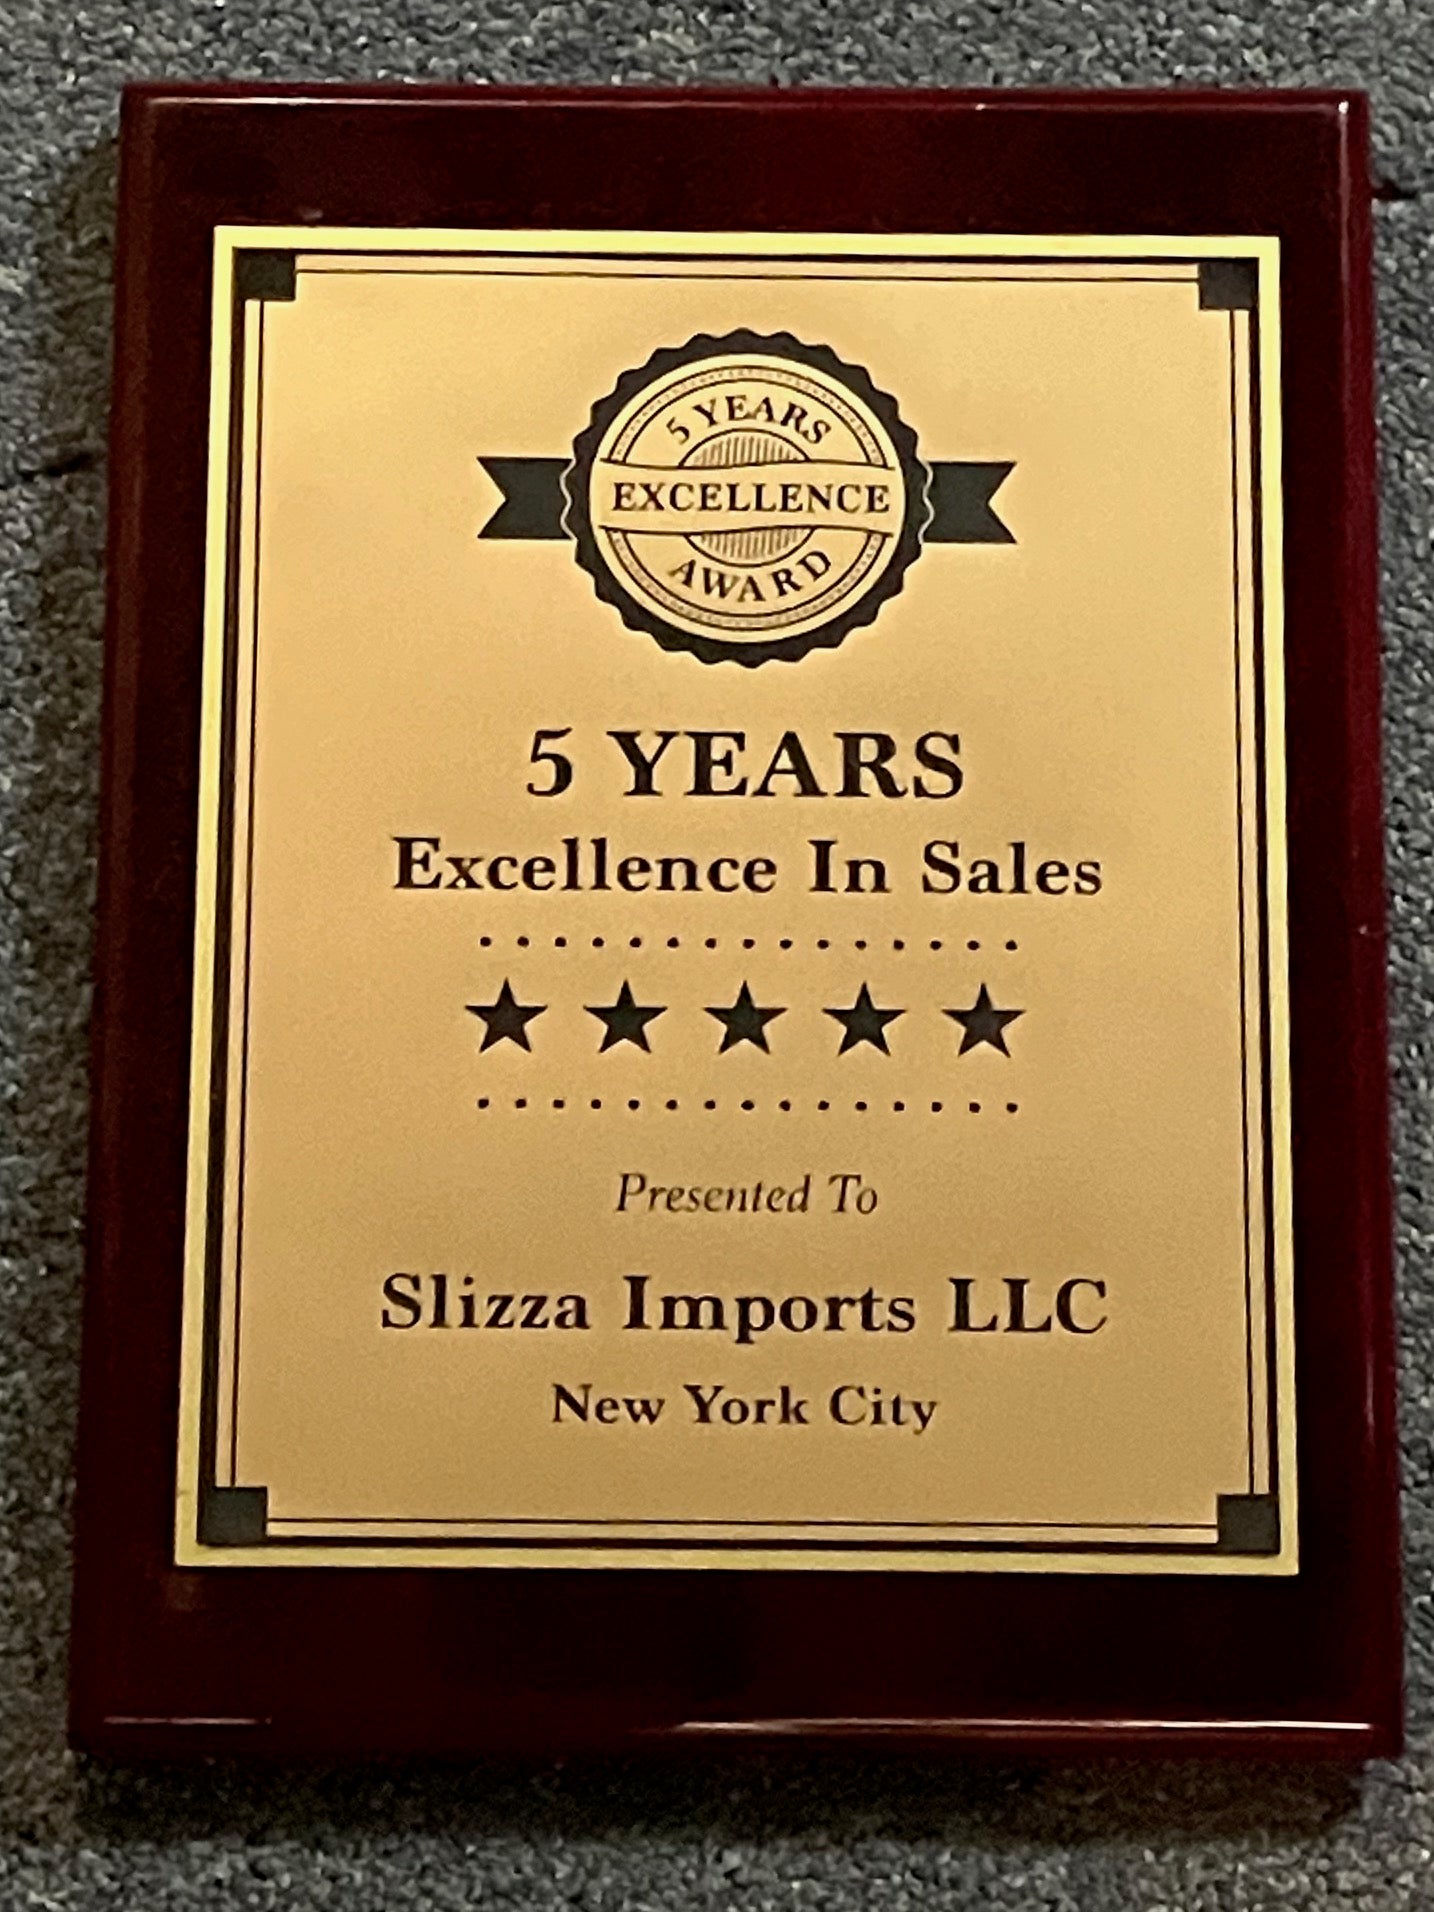 5 YEARS
EXCELLENCE
AWARD
5 YEARS
Excellence In Sales
Presented To
Slizza Imports LLC
New York City